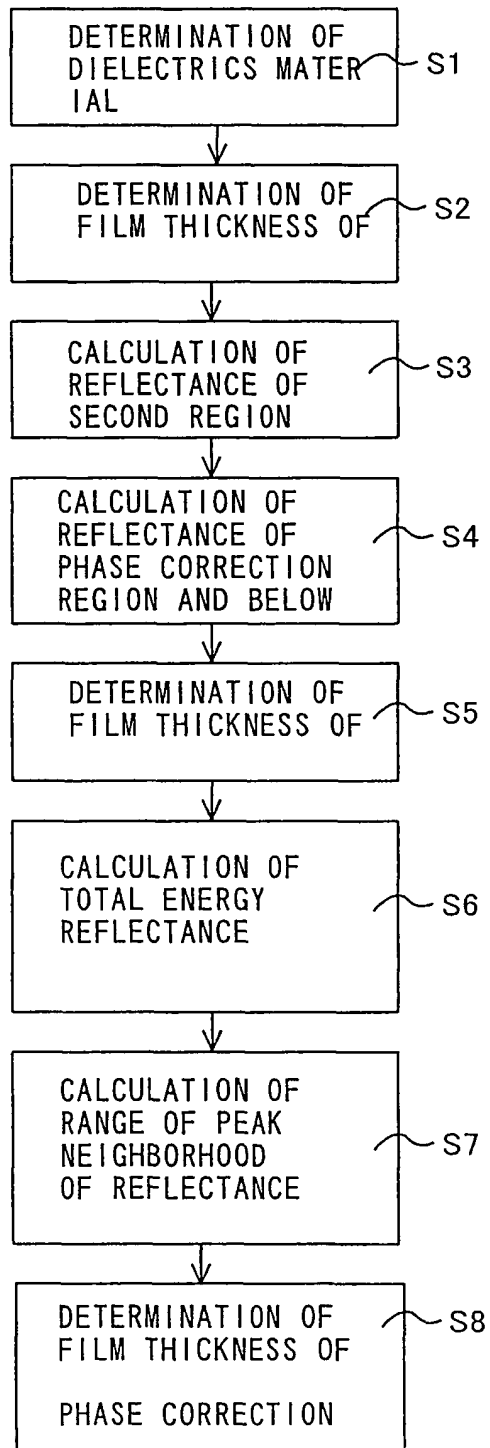 DETERMINATION OF
DIELECTRICS MATER
IAL
S1
DETERMINATION OF
FILM THICKNESS OF
S2
CALCULATION OF
REFLECTANCE OF
SECOND REGION
S3
CALCULATION OF
REFLECTANCE OF
PHASE CORRECTION
REGION AND BELOW
S4
DETERMINATION OF
FILM THICKNESS OF
S5
CALCULATION OF
TOTAL ENERGY
REFLECTANCE
S6
CALCULATION OF
RANGE OF PEAK
NEIGHBORHOOD
OF REFLECTANCE
S7
DETERMINATION OF
FILM THICKNESS OF
PHASE CORRECTION
S8